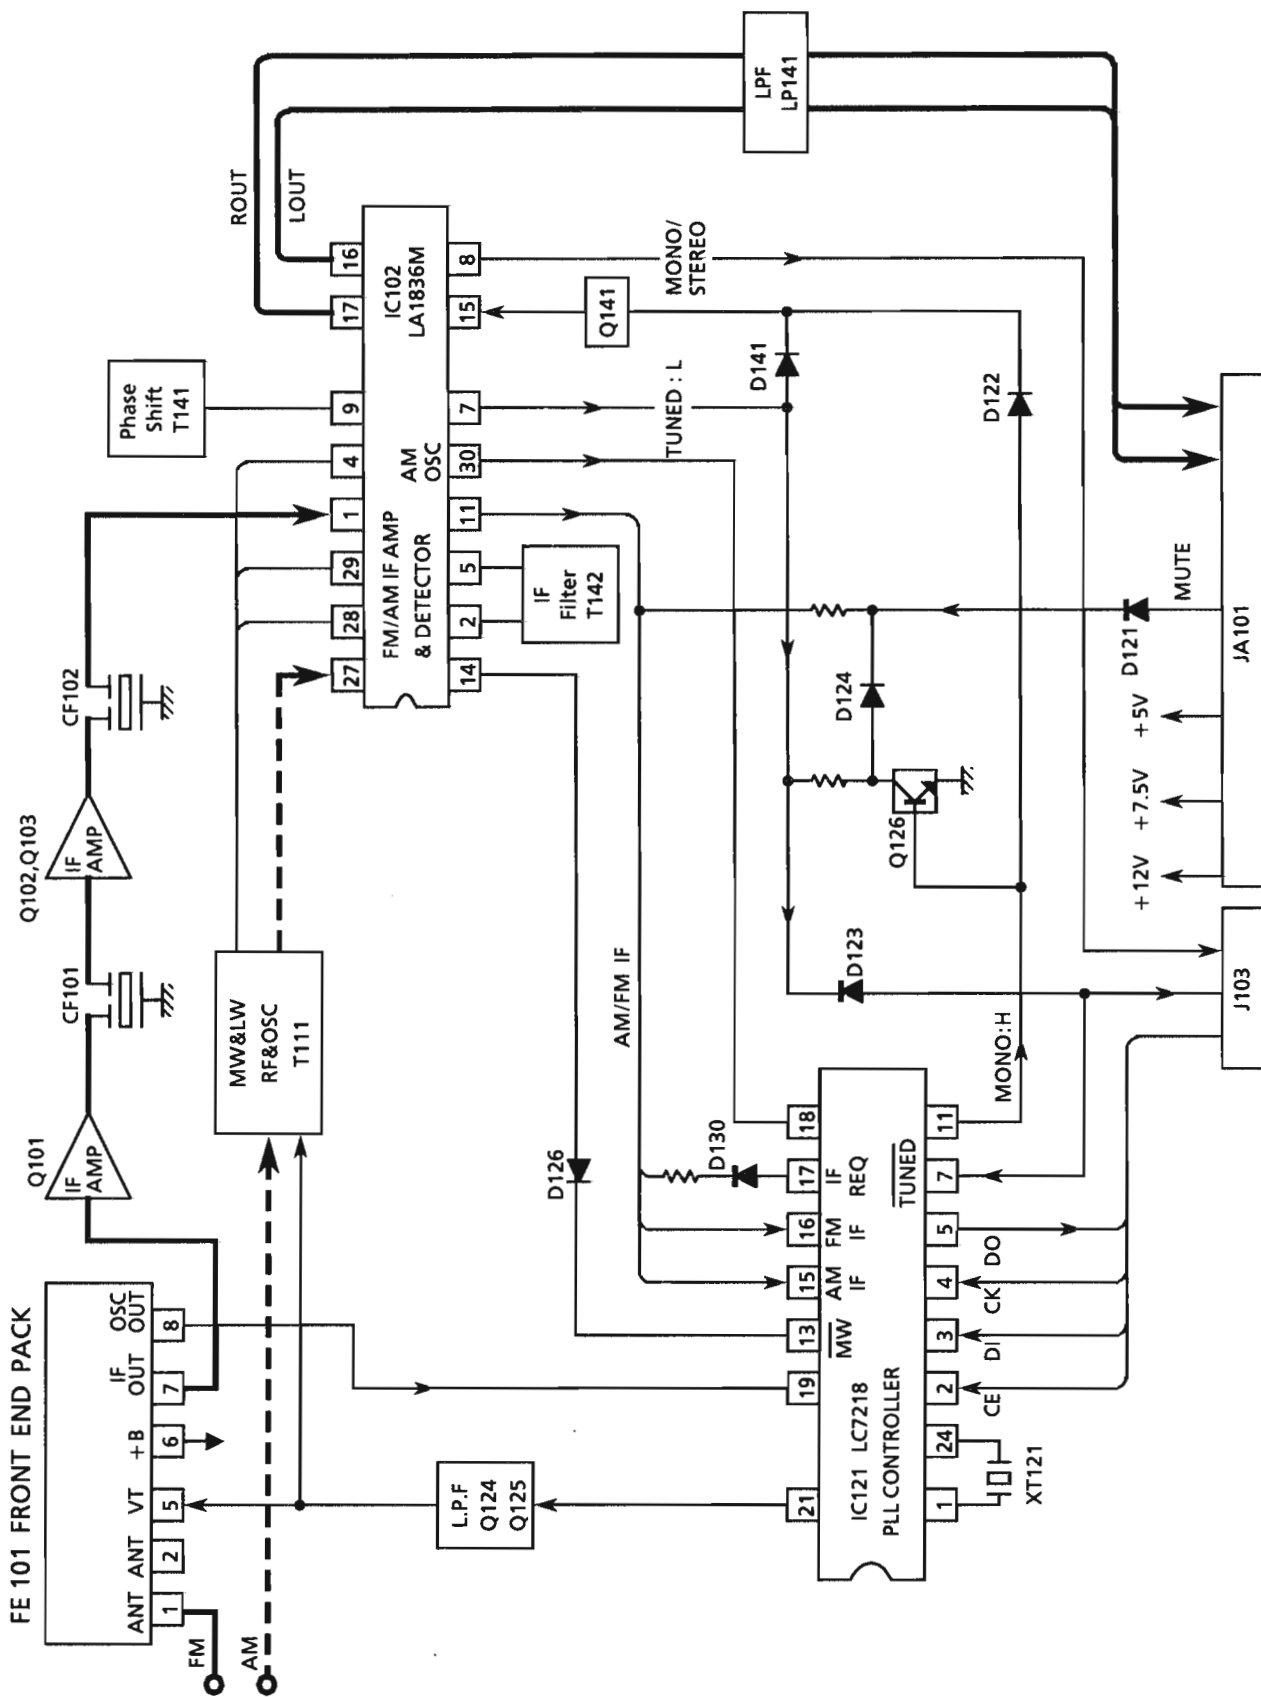 FE 101 FRONT END PACK
ANT
ANT
VT
+B
IF
OUT
OSC
OUT
1
2
5
6
7
8
FM
AM
Q101
IF
AMP
CF101
Q102,Q103
IF
AMP
CF102
MW&LW
RF&OSC
T111
Phase
Shift
T141
ROUT
LOUT
27
28
29
1
4
9
17
16
FM/AM IF AMP
& DETECTOR
AM
OSC
IC102
LA1836M
14
2
5
11
30
7
15
8
IF
Filter
T142
TUNED : L
Q141
MONO/
STEREO
LPF
LP141
D126
AM/FM IF
D141
D124
D122
Q126
D123
D130
L.P.F
Q124
Q125
21
19
13
15
16
17
18
MW
AM
IF
FM
IF
IF
REQ
IC121 LC7218
PLL CONTROLLER
TUNED
1
24
2
3
4
5
7
11
XT121
CE
DI
CK
DO
MONO:H
D121
MUTE
+12V
+7.5V
+5V
J103
JA101